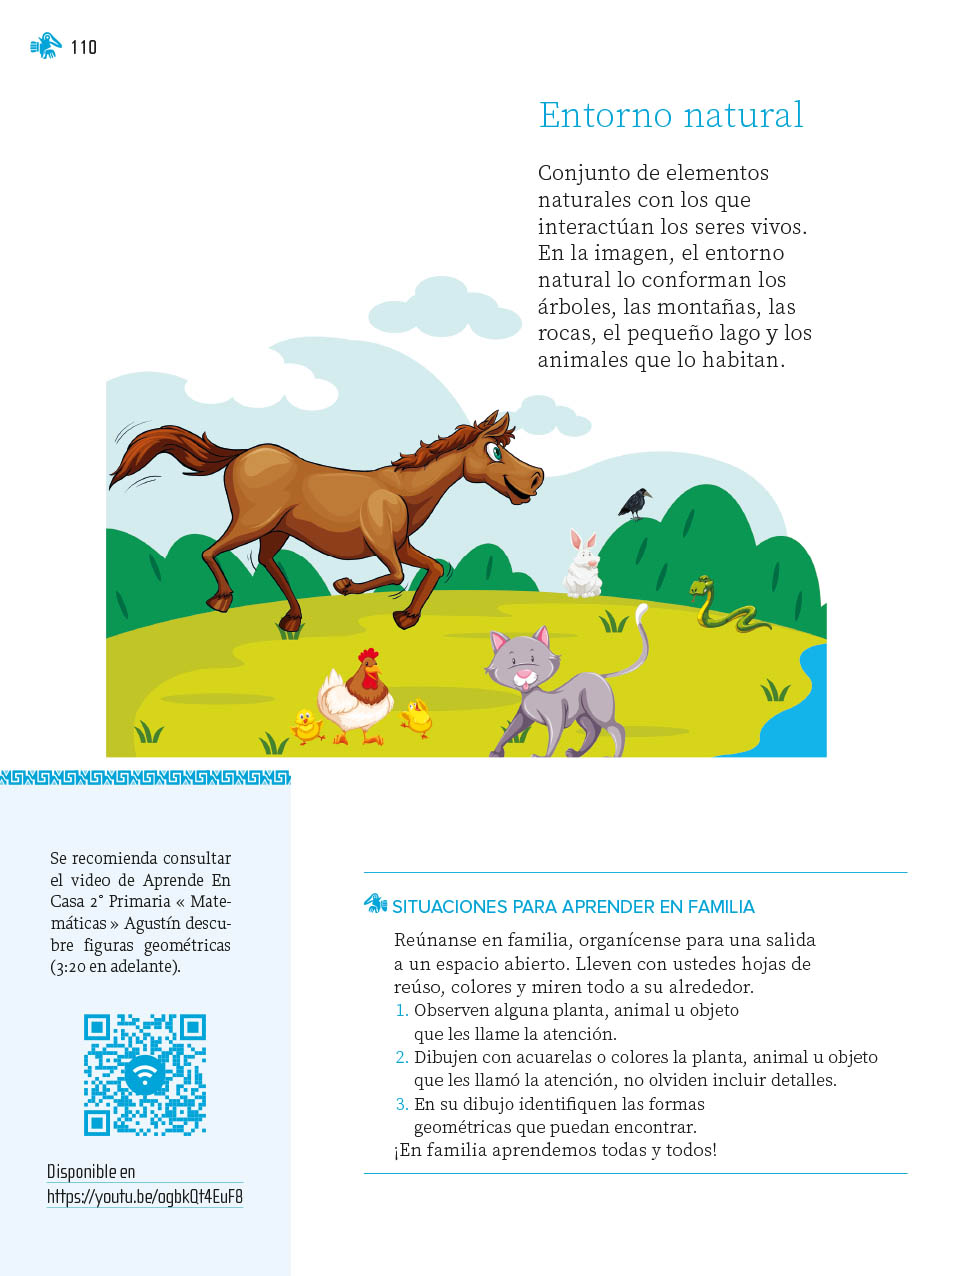 110
Entorno natural
Conjunto de elementos
naturales con los que
interactúan los seres vivos.
En la imagen, el entorno
natural lo conforman los
árboles, las montañas, las
rocas, el pequeño lago y los
animales que lo habitan.
Se recomienda consultar
el video de Aprende En
Casa 2° Primaria « Mate-
máticas » Agustín descu-
bre figuras geométricas
(3:20 en adelante).
Disponible en
https://youtu.be/ogbkQt4EuF8
SITUACIONES PARA APRENDER EN FAMILIA
Reúnanse en familia, organícense para una salida
a un espacio abierto. Lleven con ustedes hojas de
reúso, colores y miren todo a su alrededor.
1. Observen alguna planta, animal u objeto
que les llame la atención.
2. Dibujen con acuarelas o colores la planta, animal u objeto
que les llamó la atención, no olviden incluir detalles.
3. En su dibujo identifiquen las formas
geométricas que puedan encontrar.
¡En familia aprendemos todas y todos!